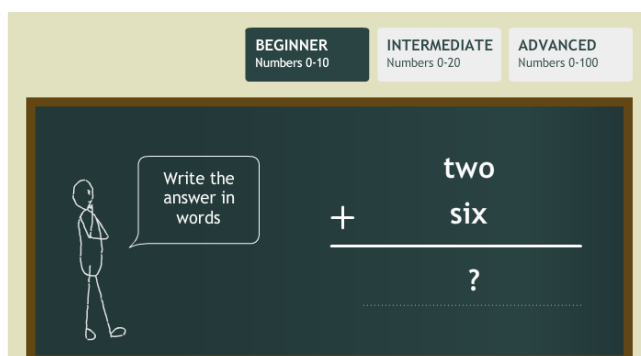 BEGINNER
Numbers 0-10
INTERMEDIATE
Numbers 0-20
ADVANCED
Numbers 0-100
Write the
answer in
words
two
+ six
?